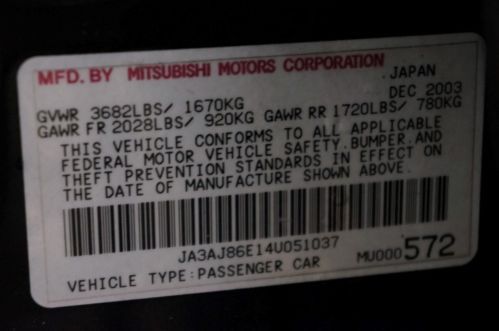 MFD. BY MITSUBISHI MOTORS CORPORATION
JAPAN
GVWR 3682LBS/ 1670KG DEC 2003
GAWR FR 2028LBS/ 920KG GAWR RR 1720LBS/ 780KG
THIS VEHICLE CONFORMS TO ALL APPLICABLE
FEDERAL MOTOR VEHICLE SAFETY.BUMPER.AND
THEFT PREVENTION STANDARDS IN EFFECT ON
THE DATE OF MANUFACTURE SHOWN ABOVE.
JA3AJ86E14U051037
VEHICLE TYPE:PASSENGER CAR MU000572